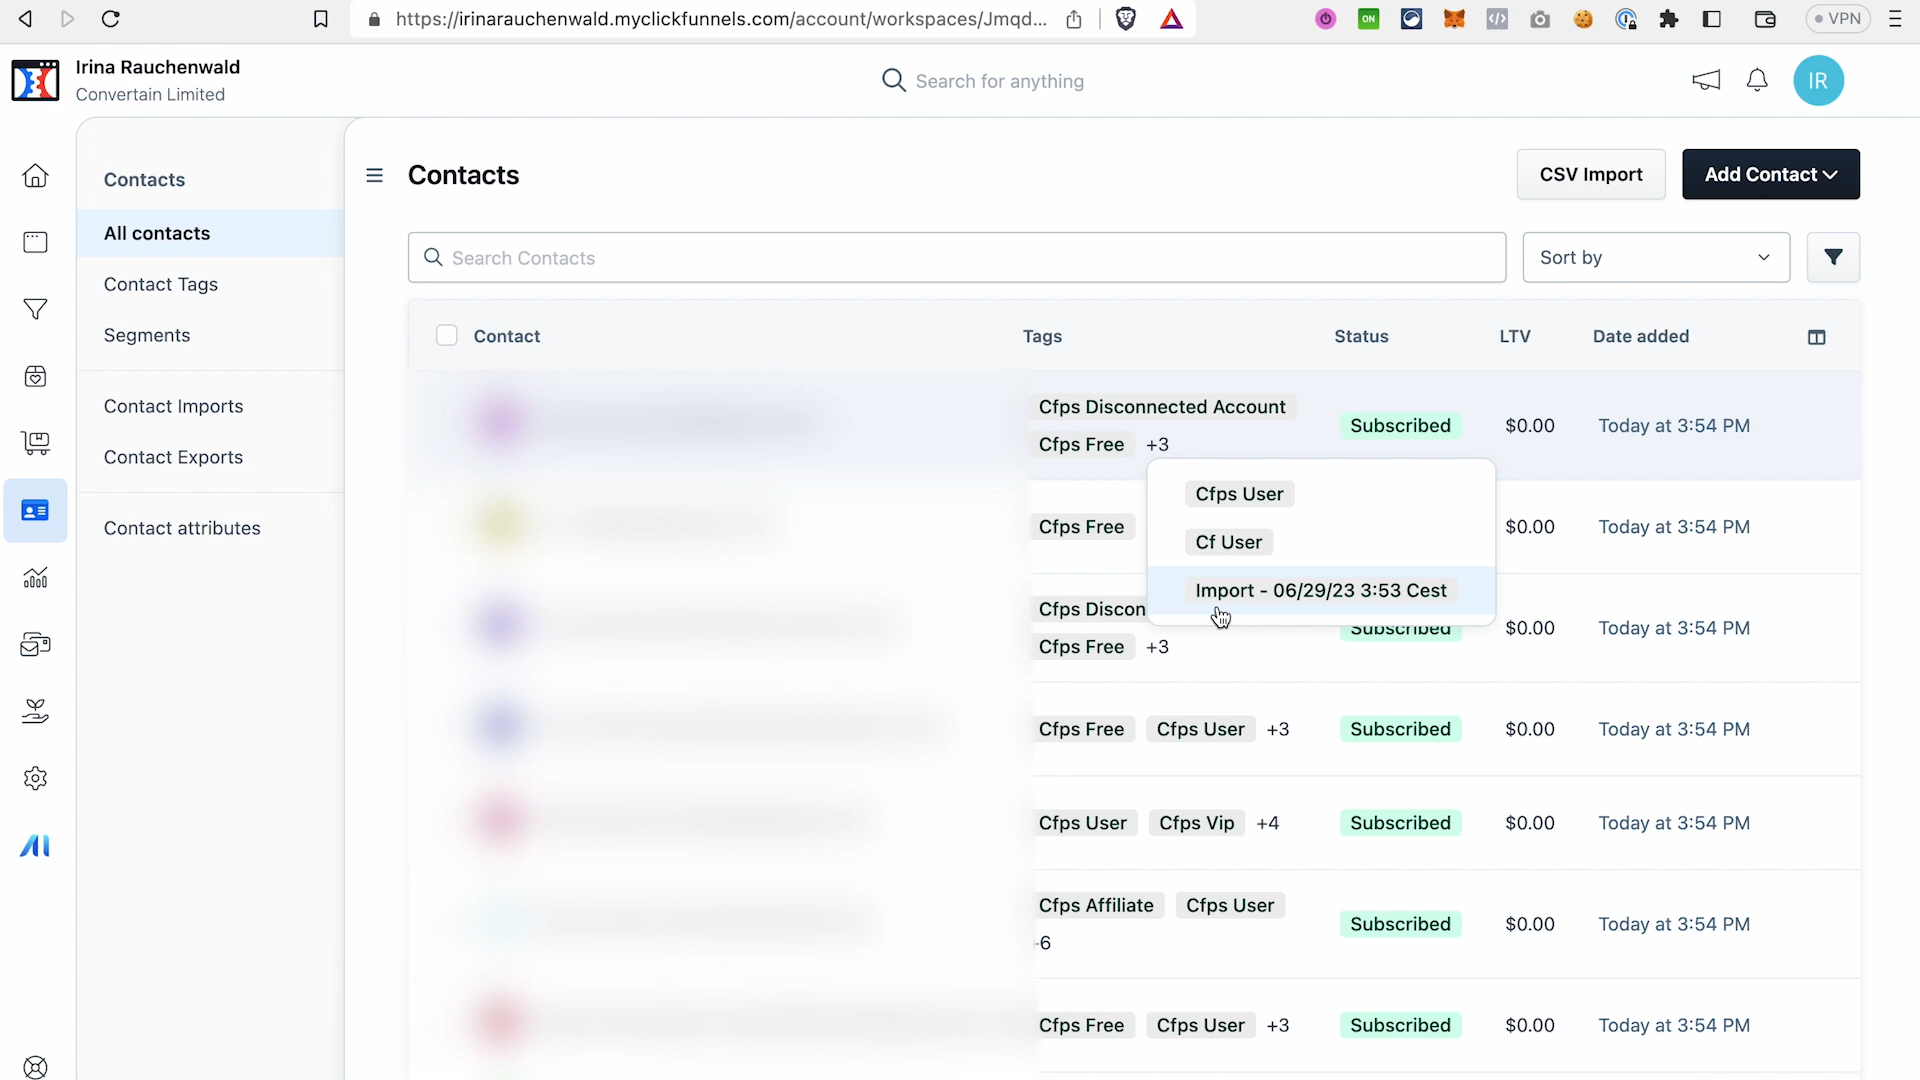 https://irinarauchenwald.myclickfunnels.com/account/workspaces/Jmqd...
ON
VPN
Irina Rauchenwald
Convertain Limited
Search for anything
IR
Contacts
All contacts
Contact Tags
Segments
Contact Imports
Contact Exports
Contact attributes
Contacts
CSV Import
Add Contact
Search Contacts
Sort by
Contact Tags Status LTV Date added
Cfps Disconnected Account
Cfps Free +3
Subscribed $0.00 Today at 3:54 PM
Cfps User
Cf User
Import - 06/29/23 3:53 Cest
Cfps Free $0.00 Today at 3:54 PM
Cfps Discon
Cfps Free +3
Subscribed $0.00 Today at 3:54 PM
Cfps Free Cfps User +3 Subscribed $0.00 Today at 3:54 PM
Cfps User Cfps Vip +4 Subscribed $0.00 Today at 3:54 PM
Cfps Affiliate Cfps User
-6
Subscribed $0.00 Today at 3:54 PM
Cfps Free Cfps User +3 Subscribed $0.00 Today at 3:54 PM